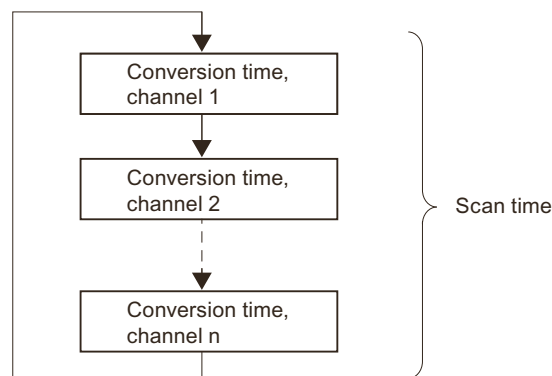 Conversion time,
channel 1
Conversion time,
channel 2
Scan time
Conversion time,
channel n